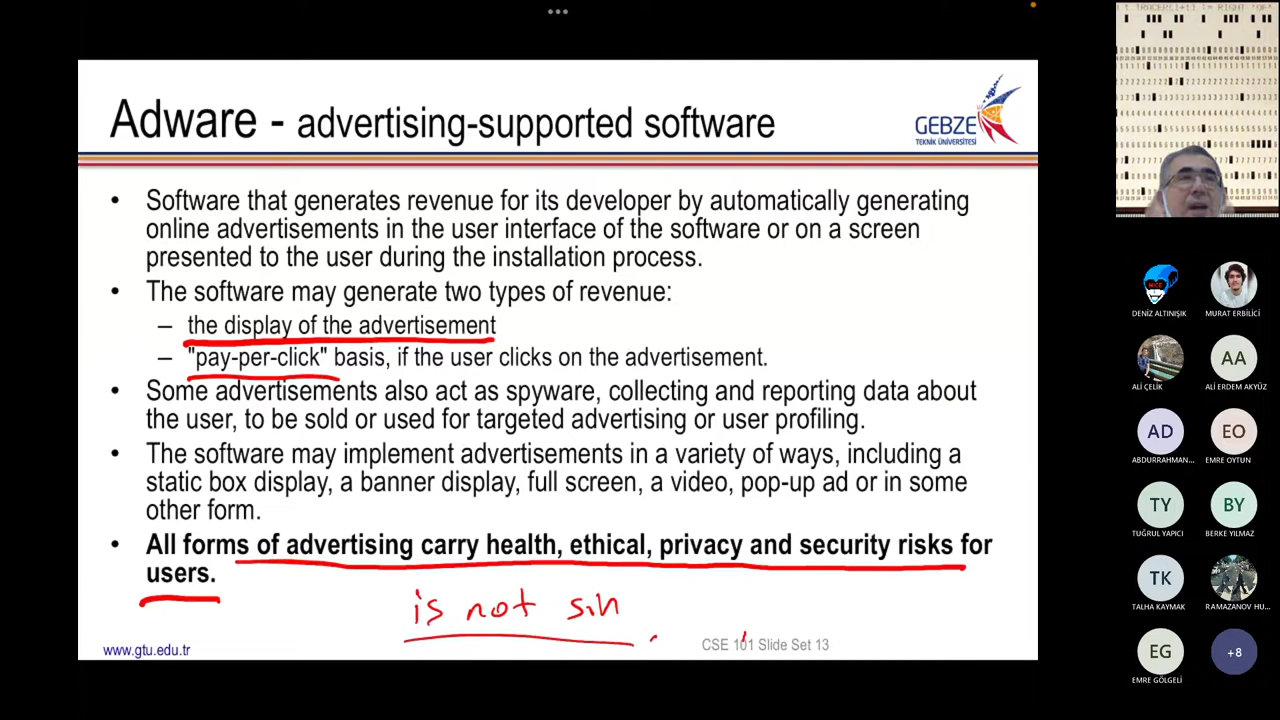 Adware - advertising-supported software
GEBZE
TEKNİK ÜNİVERSİTESİ
• Software that generates revenue for its developer by automatically generating
online advertisements in the user interface of the software or on a screen
presented to the user during the installation process.
• The software may generate two types of revenue:
– the display of the advertisement
– "pay-per-click" basis, if the user clicks on the advertisement.
• Some advertisements also act as spyware, collecting and reporting data about
the user, to be sold or used for targeted advertising or user profiling.
• The software may implement advertisements in a variety of ways, including a
static box display, a banner display, full screen, a video, pop-up ad or in some
other form.
• All forms of advertising carry health, ethical, privacy and security risks for
users.
is not sin
www.gtu.edu.tr
CSE 101 Slide Set 13
DENİZ ALTINIŞIK
MURAT ERBİLİCİ
ALİ ÇELİK
AA
ALİ ERDEM AKYÜZ
AD
ABDURRAHMAN...
EO
EMRE OYTUN
TY
TUĞRUL YAPICI
BY
BERKE YILMAZ
TK
TALHA KAYMAK
RAMAZANOV HU...
EG
EMRE GÖLGELİ
+8